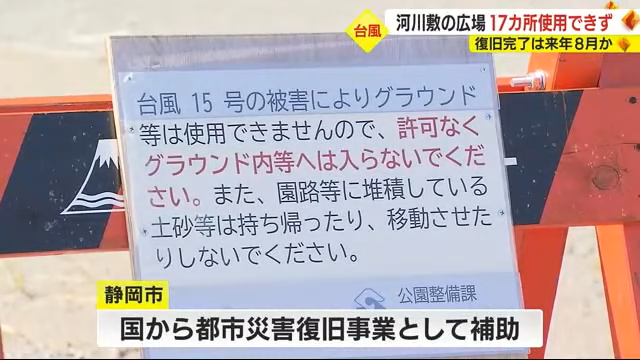 台風
河川敷の広場 17カ所使用できず
復旧完了は来年8月か
台風 15 号の被害によりグラウンド
等は使用できませんので、許可なく
グラウンド内等へは入らないでくだ
さい。また、園路等に堆積している
土砂等は持ち帰ったり、移動させた
りしないでください。
公園整備課
静岡市
国から都市災害復旧事業として補助